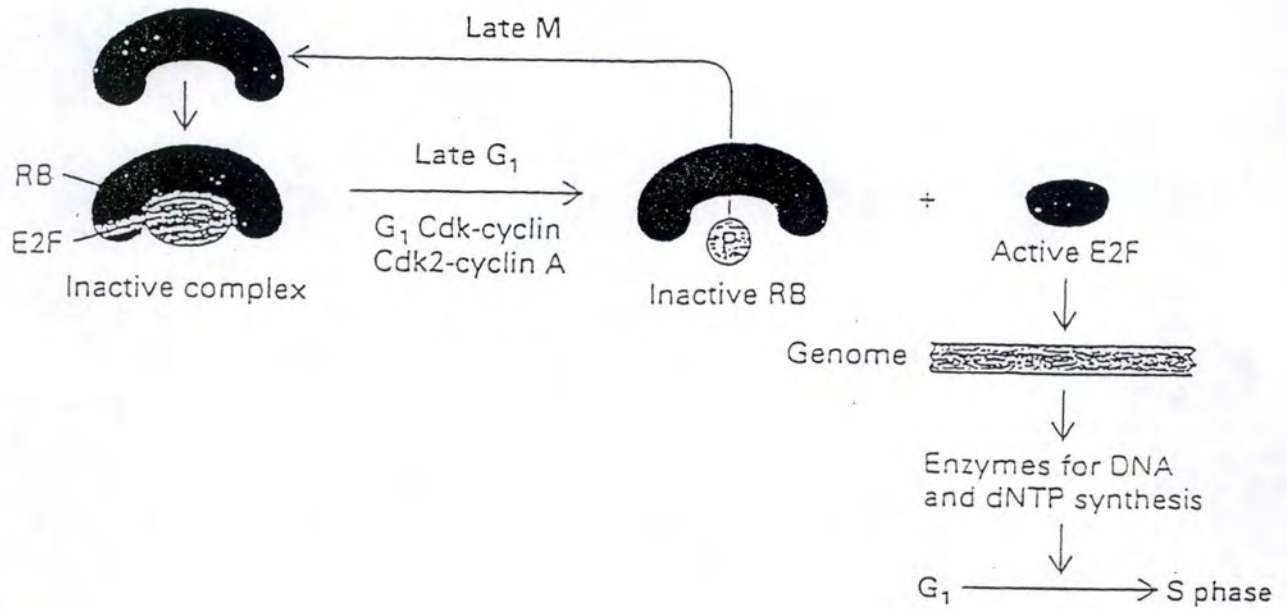 Late M
RB
E2F
Inactive complex
Late G₁
G₁ Cdk-cyclin
Cdk2-cyclin A
P
Inactive RB
+
Active E2F
Genome
Enzymes for DNA
and dNTP synthesis
G₁
S phase